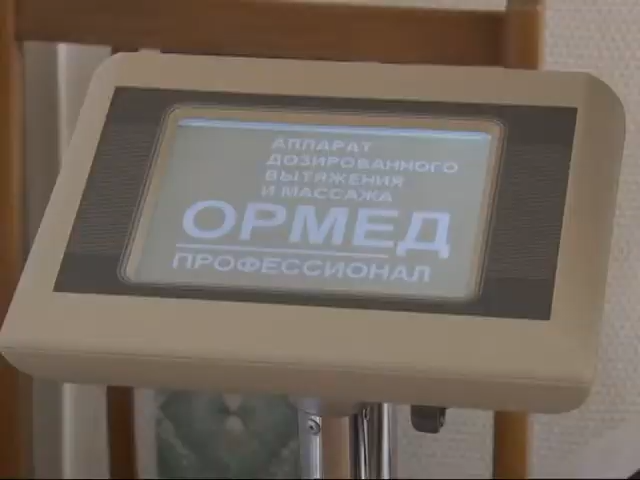 АППАРАТ
ДОЗИРОВАННОГО
ВЫТЯЖЕНИЯ
И МАССАЖА
ОРМЕД
ПРОФЕССИОНАЛ